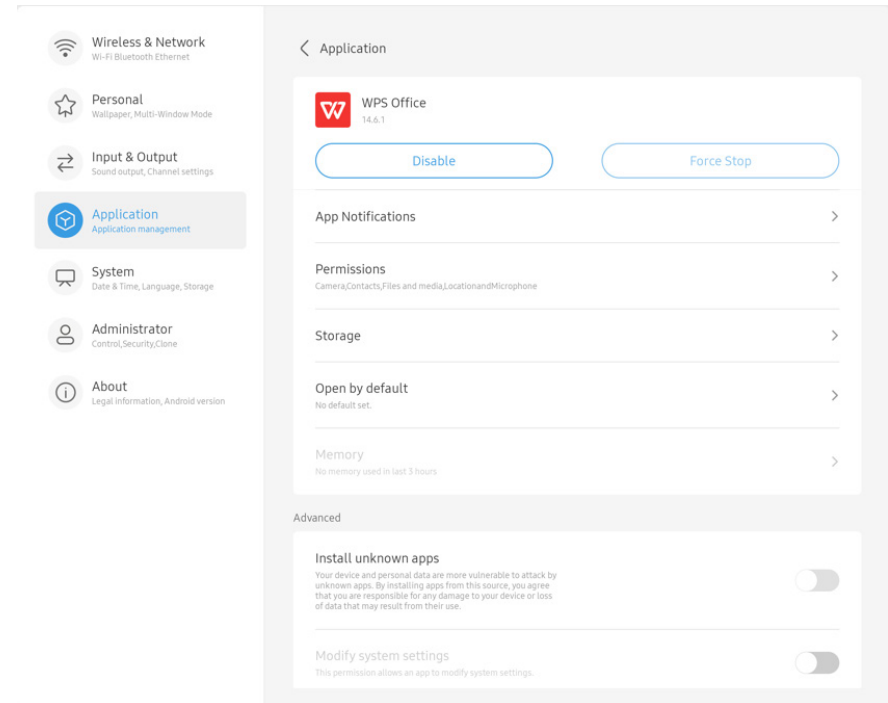 Wireless & Network
Wi-Fi Bluetooth Ethernet
Personal
Wallpaper, Multi-Window Mode
Input & Output
Sound output, Channel settings
Application
Application management
System
Date & Time, Language, Storage
Administrator
Control,Security,Clone
About
Legal Information, Android version
Application
WPS Office
14.6.1
Disable
Force Stop
App Notifications
Permissions
Camera,Contacts,Files and media,LocationandMicrophone
Storage
Open by default
No default set.
Memory
No memory used in last 3 hours
Advanced
Install unknown apps
Your device and personal data are more vulnerable to attack by
unknown apps. By installing apps from this source, you agree
that you are responsible for any damage to your device or loss
of data that may result from their use.
Modify system settings
This permission allows an app to modify system settings.